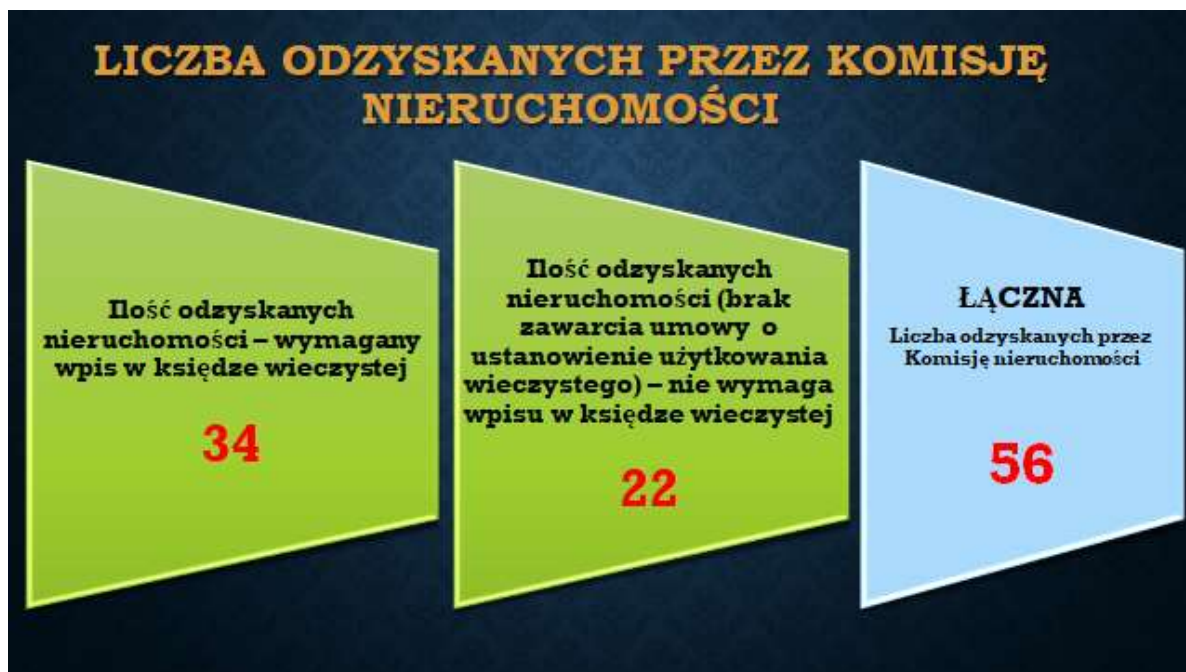 LICZBA ODZYSKANYCH PRZEZ KOMISJĘ
NIERUCHOMOŚCI
Ilość odzyskanych
nieruchomości – wymagany
wpis w księdze wieczystej
34
Ilość odzyskanych
nieruchomości (brak
zawarcia umowy o
ustanowienie użytkowania
wieczystego) – nie wymaga
wpisu w księdze wieczystej
22
ŁĄCZNA
Liczba odzyskanych przez
Komisję nieruchomości
56